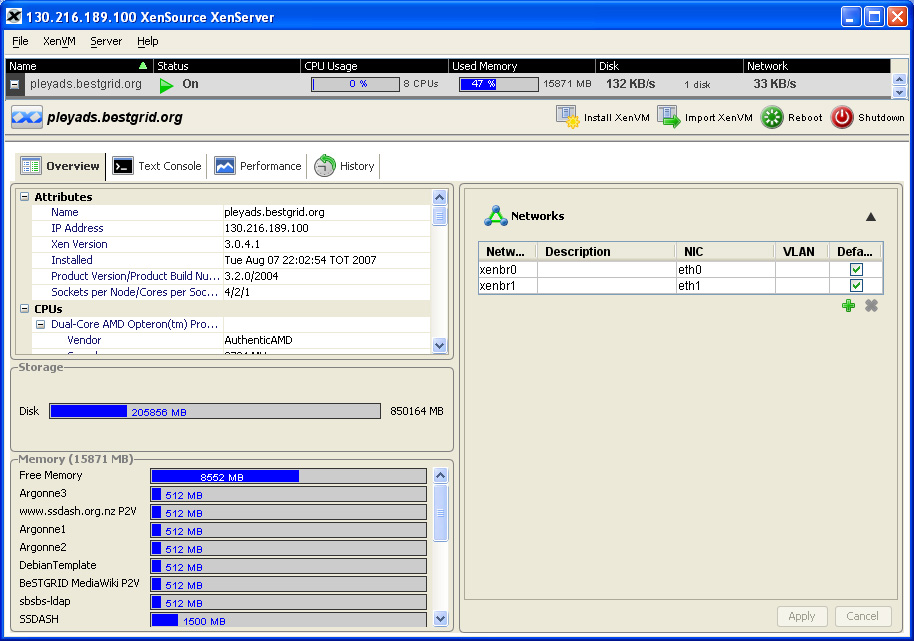 130.216.189.100 XenSource XenServer
File XenVM Server Help
Name Status CPU Usage Used Memory Disk Network
pleyads.bestgrid.org On 0 % 8 CPUs 47 % 15871 MB 132 KB/s 1 disk 33 KB/s
pleyads.bestgrid.org Install XenVM Import XenVM Reboot Shutdown
Overview Text Console Performance History
Attributes
Name pleyads.bestgrid.org
IP Address 130.216.189.100
Xen Version 3.0.4.1
Installed Tue Aug 07 22:02:54 TOT 2007
Product Version/Product Build Nu... 3.2.0/2004
Sockets per Node/Cores per Soc... 4/2/1
CPUs
Dual-Core AMD Opteron(tm) Pro...
Vendor AuthenticAMD
Networks
Netw... Description NIC VLAN Defa...
xenbr0 eth0
xenbr1 eth1
Storage
Disk 205856 MB 850164 MB
Memory (15871 MB)
Free Memory 8552 MB
Argonne3 512 MB
www.ssdash.org.nz P2V 512 MB
Argonne1 512 MB
Argonne2 512 MB
DebianTemplate 512 MB
BeSTGRID MediaWiki P2V 512 MB
sbsbs-ldap 512 MB
SSDASH 1500 MB
Apply Cancel